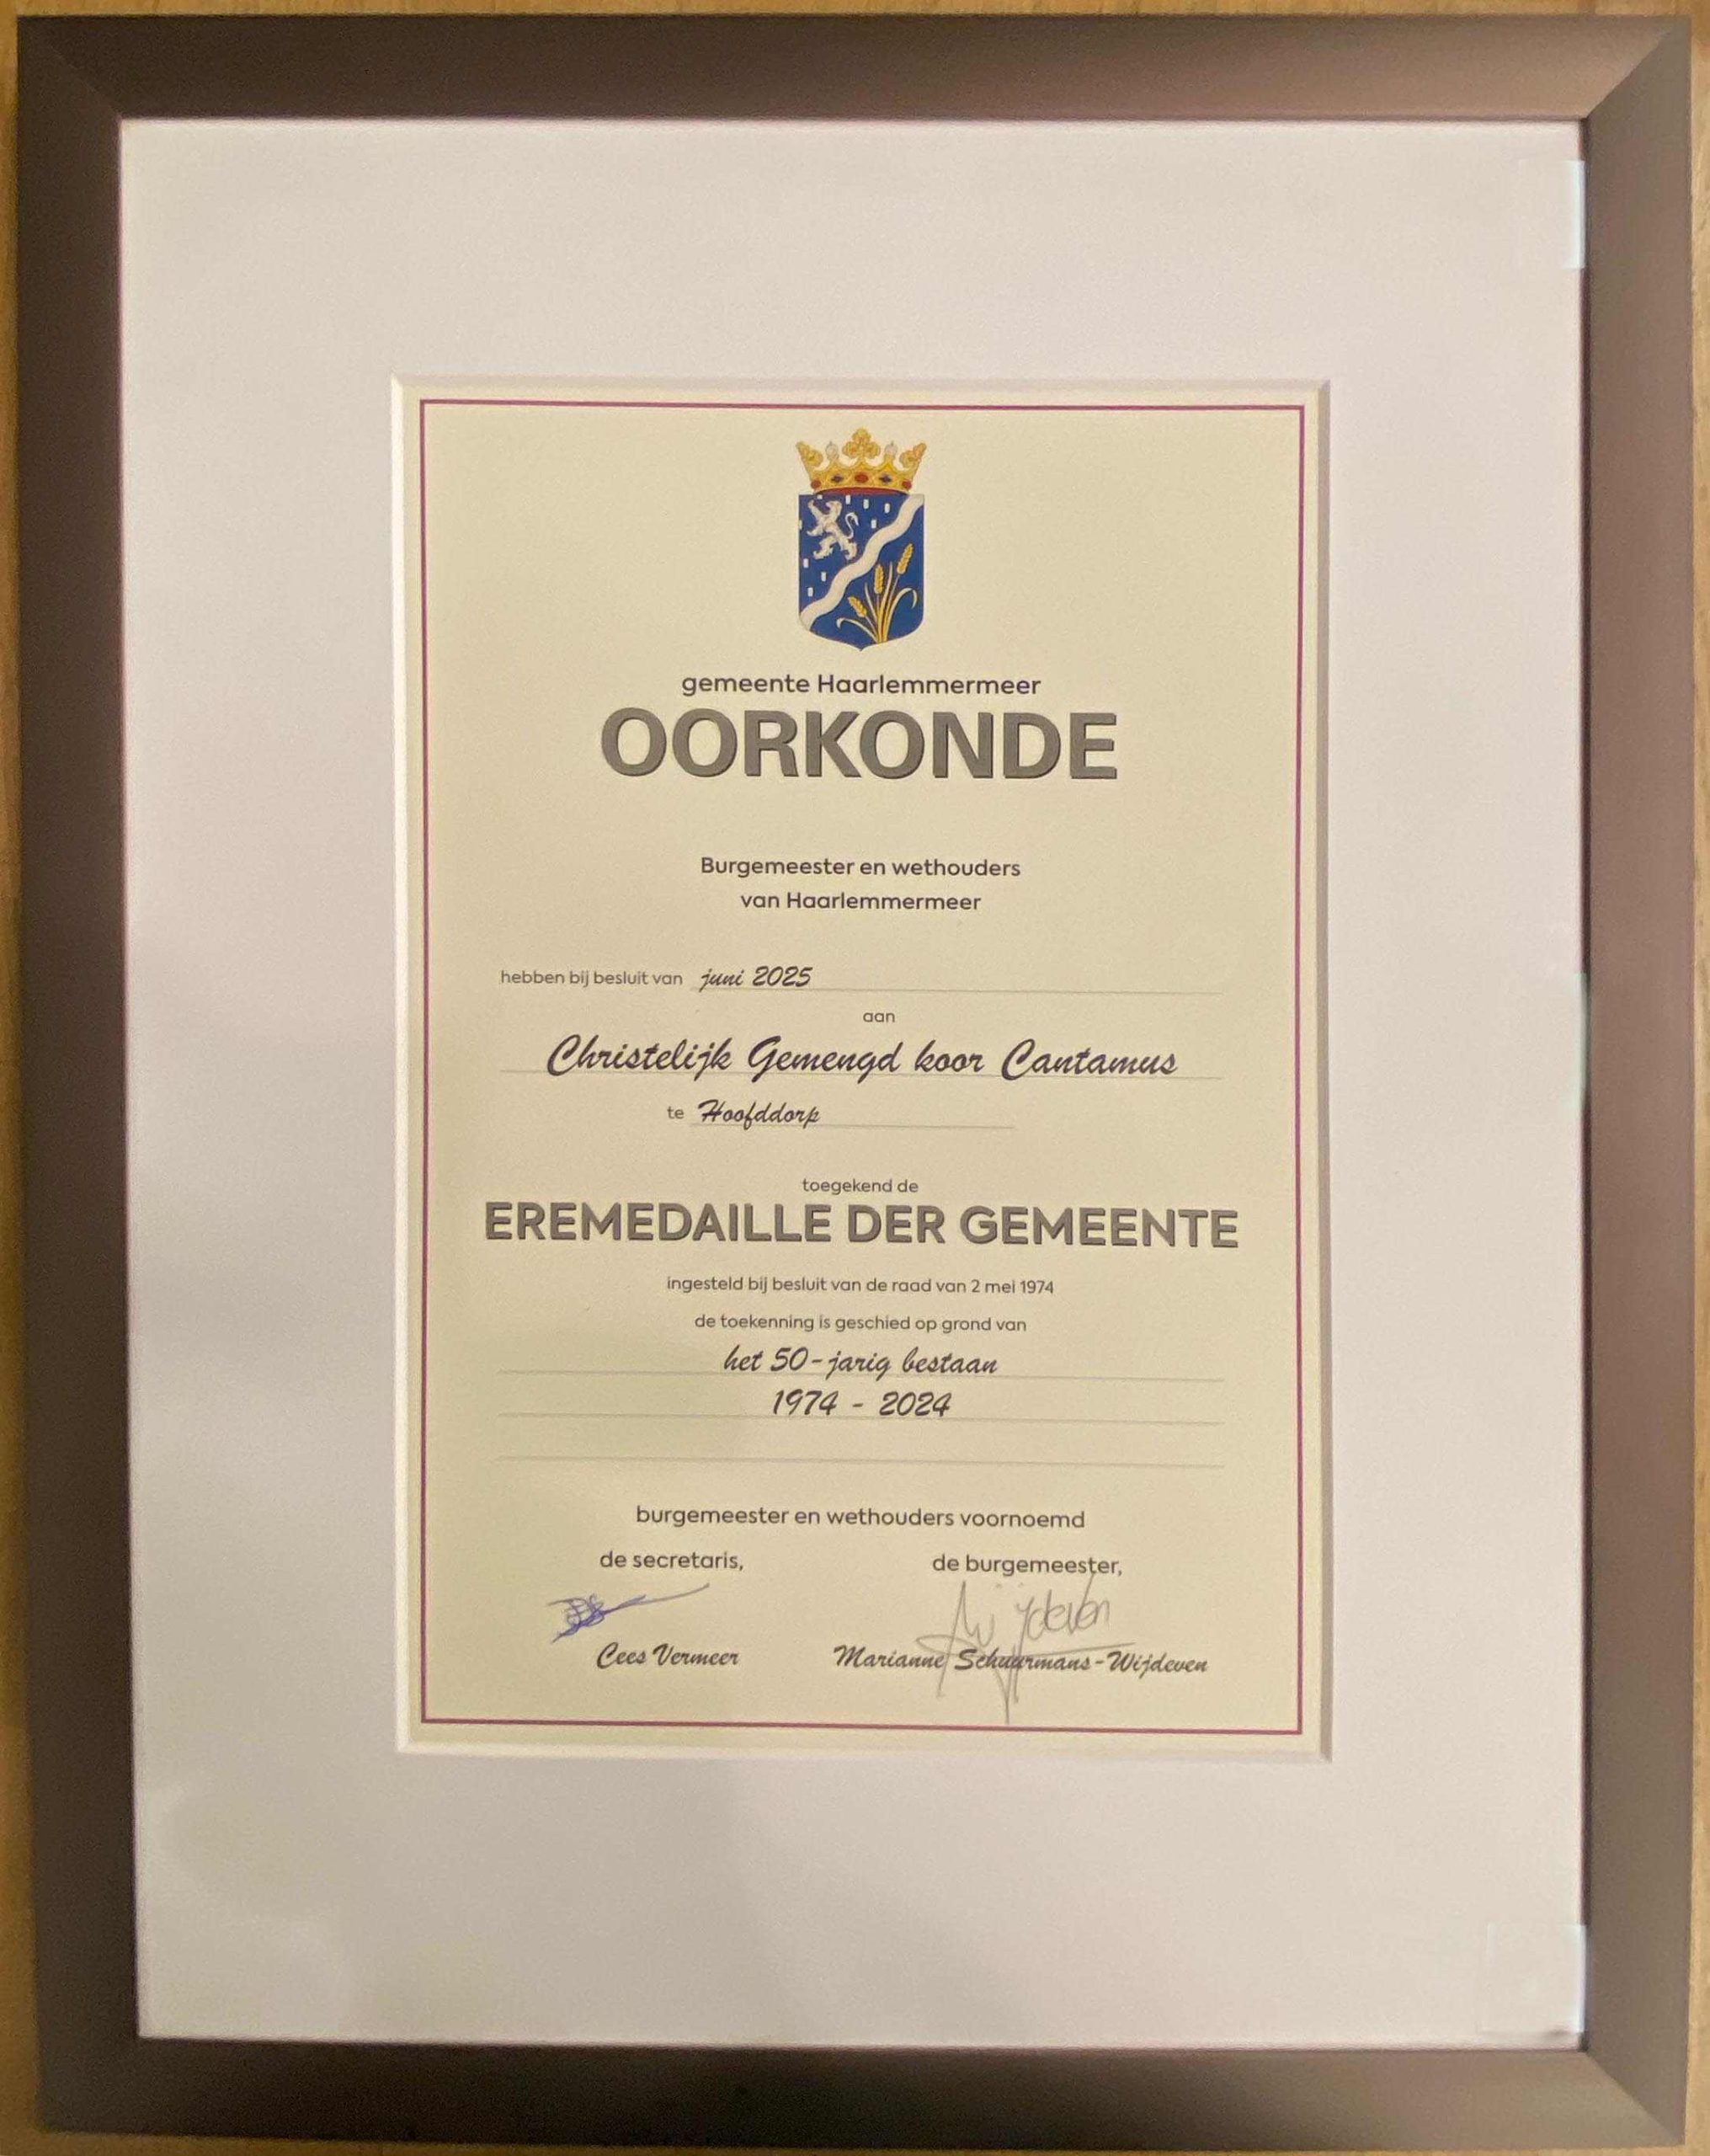 gemeente Haarlemmermeer
OORKONDE
Burgemeester en wethouders
van Haarlemmermeer
hebben bij besluit van juni 2025
aan
Christelijk Gemengd koor Cantamus
te Hoofddorp
toegekend de
EREMEDAILLE DER GEMEENTE
ingesteld bij besluit van de raad van 2 mei 1974
de toekenning is geschied op grond van
het 50-jarig bestaan
1974 - 2024
burgemeester en wethouders voornoemd
de secretaris, de burgemeester,
Cees Vermeer Marianne Schuurmans-Wijdeven